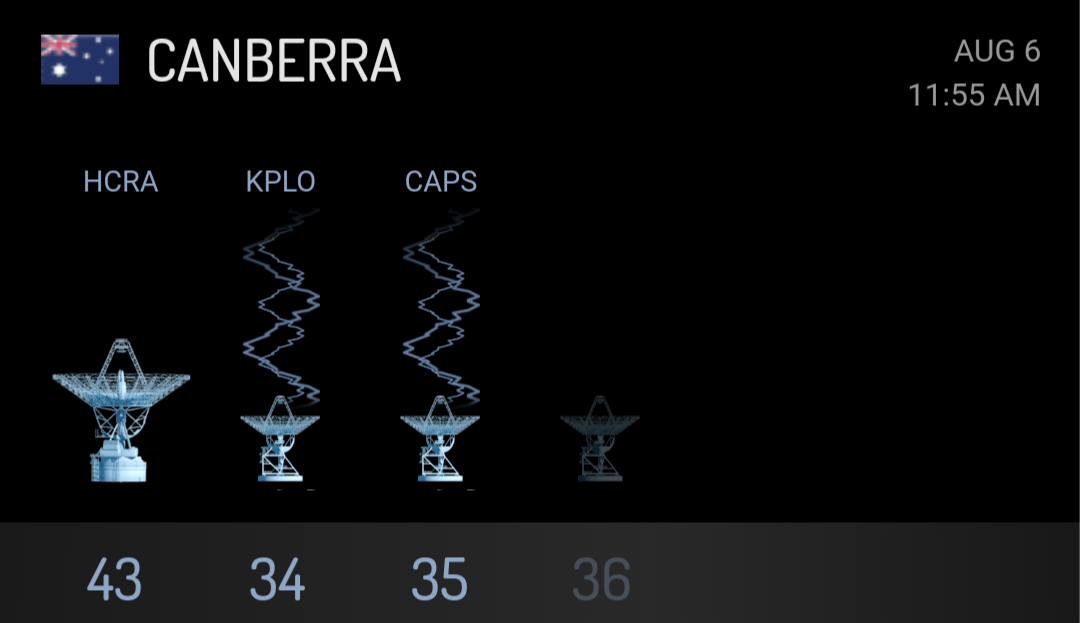 CANBERRA
AUG 6
11:55 AM
HCRA KPLO CAPS
43 34 35 36